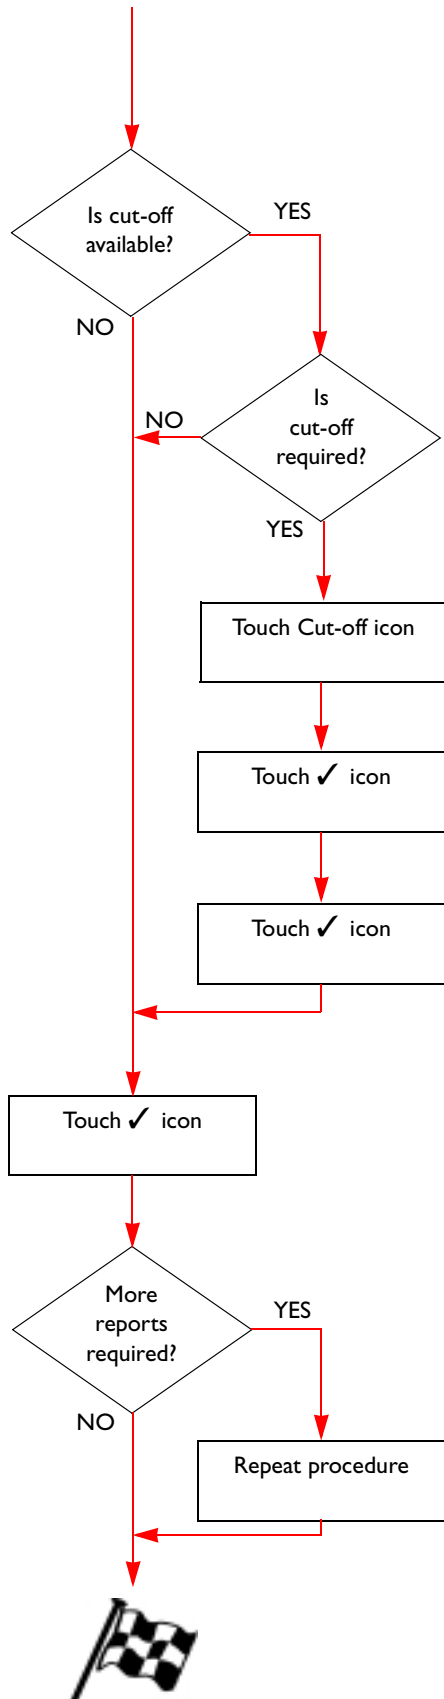 Is cut-off
available?
YES
NO
Is
cut-off
required?
NO
YES
Touch Cut-off icon
Touch ✓ icon
Touch ✓ icon
Touch ✓ icon
More
reports
required?
YES
NO
Repeat procedure